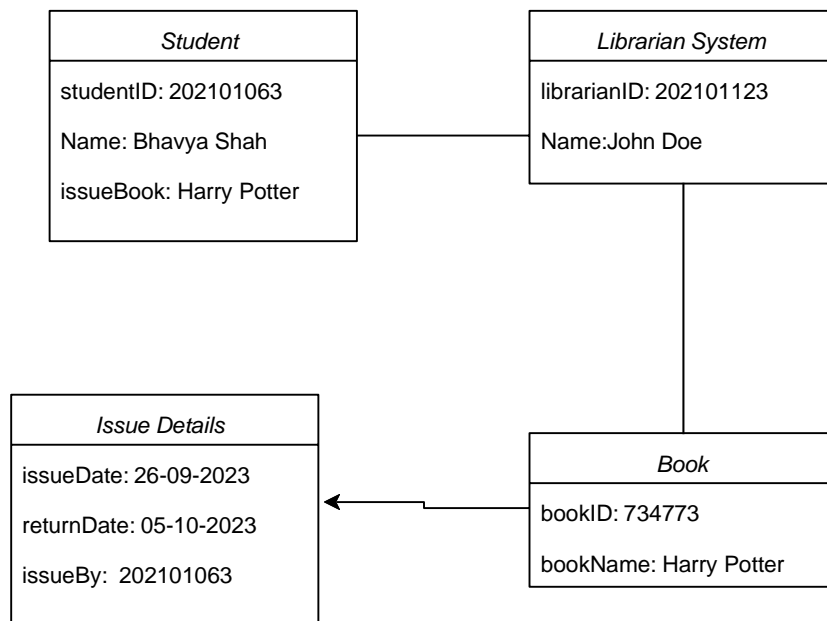 Student
studentID: 202101063
Name: Bhavya Shah
issueBook: Harry Potter
Librarian System
librarianID: 202101123
Name:John Doe
Issue Details
issueDate: 26-09-2023
returnDate: 05-10-2023
issueBy: 202101063
Book
bookID: 734773
bookName: Harry Potter